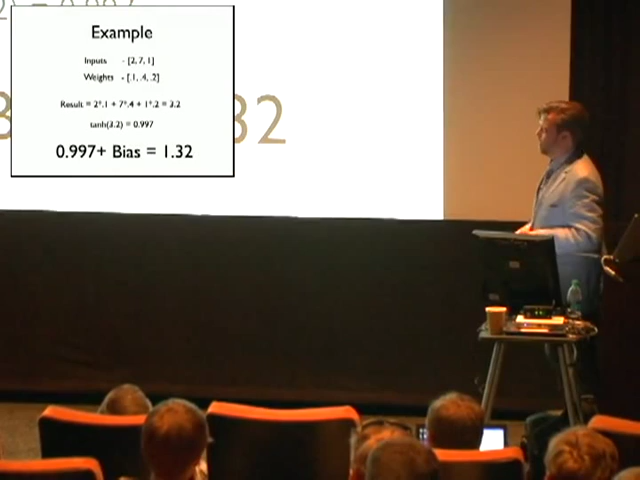 Example
Inputs - [2, 7, 1]
Weights - [.1, .4, .2]
Result = 2*.1 + 7*.4 + 1*.2 = 3.2
tanh(3.2) = 0.997
0.997+ Bias = 1.32
32